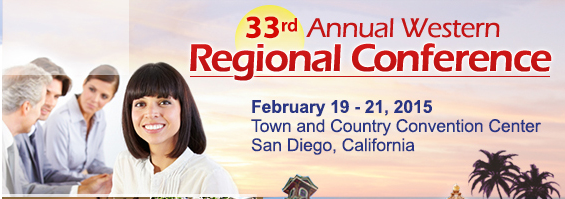 33rd Annual Western
Regional Conference
February 19 - 21, 2015
Town and Country Convention Center
San Diego, California